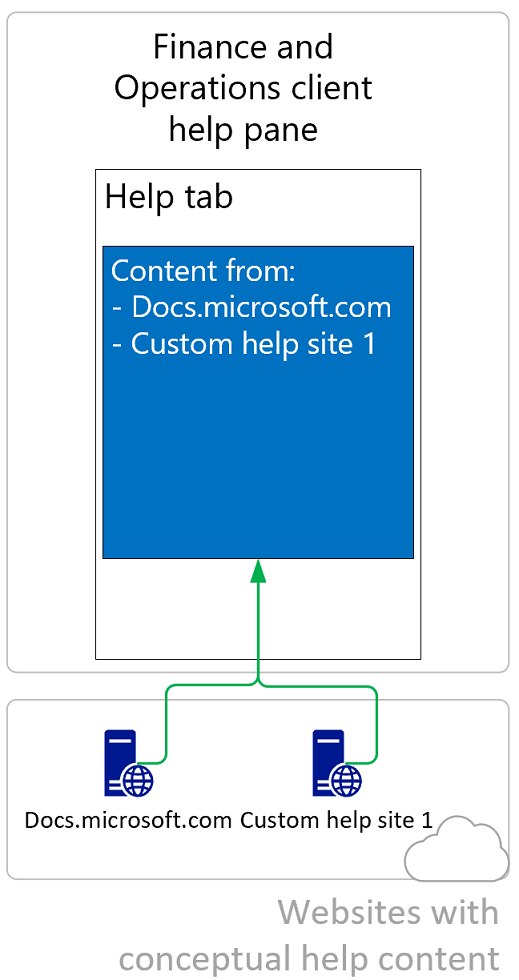 Finance and
Operations client
help pane
Help tab
Content from:
- Docs.microsoft.com
- Custom help site 1
Docs.microsoft.com Custom help site 1
Websites with
conceptual help content